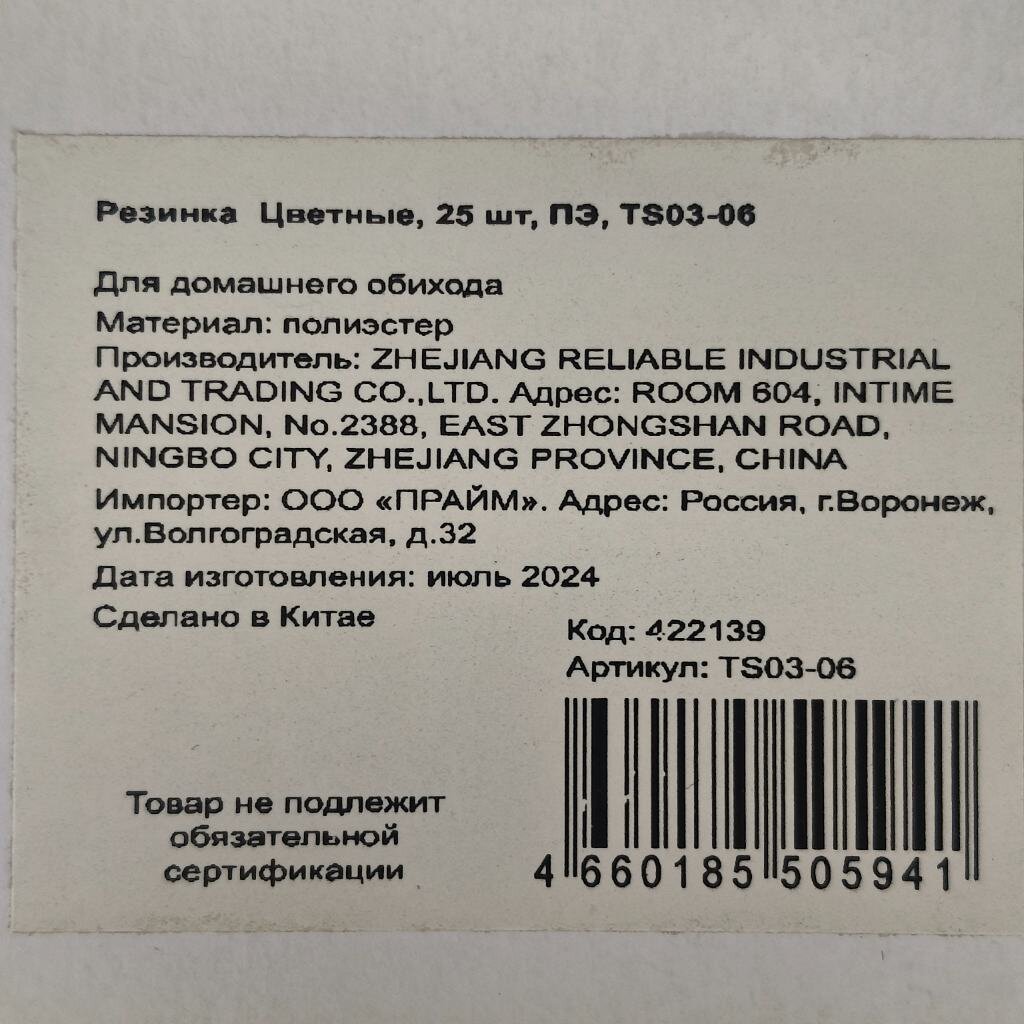 Резинка Цветные, 25 шт, ПЭ, TS03-06
Для домашнего обихода
Материал: полиэстер
Производитель: ZHEJIANG RELIABLE INDUSTRIAL
AND TRADING CO.,LTD. Адрес: ROOM 604, INTIME
MANSION, No.2388, EAST ZHONGSHAN ROAD,
NINGBO CITY, ZHEJIANG PROVINCE, CHINA
Импортер: ООО «ПРАЙМ». Адрес: Россия, г.Воронеж,
ул.Волгоградская, д.32
Дата изготовления: июль 2024
Сделано в Китае
Код: 422139
Артикул: TS03-06
Товар не подлежит
обязательной
сертификации
4 660185 505941